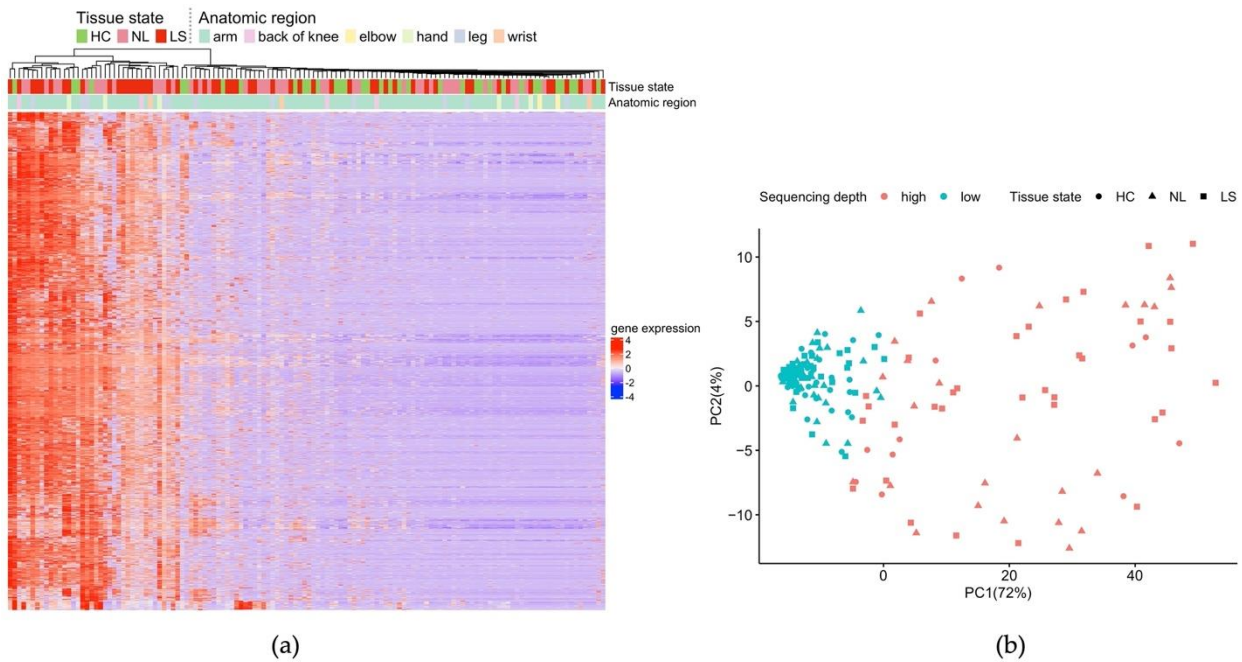 Tissue state Anatomic region
HC NL LS arm back of knee elbow hand leg wrist
Tissue state
Anatomic region
gene expression
4
2
0
-2
-4
(a)
Sequencing depth high low Tissue state HC NL LS
10
5
0
−5
−10
PC2(4%)
0 20 40
PC1(72%)
(b)